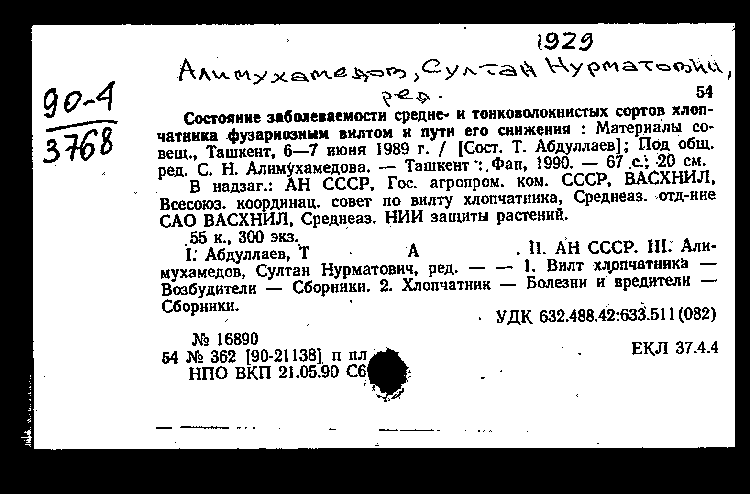 1929
Алимухамедов, Султан Нурматович,
ред.
90-4
3768
54
Состояние заболеваемости средне- и тонковолокнистых сортов хлоп-
чатника фузариозным вилтом и пути его снижения : Материалы со-
вещ., Ташкент, 6—7 июня 1989 г. / [Сост. Т. Абдуллаев]; Под общ.
ред. С. Н. Алимухамедова. — Ташкент : Фан, 1990. — 67 с.; 20 см.
В надзаг.: АН СССР, Гос. агропром. ком. СССР, ВАСХНИЛ,
Всесоюз. координац. совет по вилту хлопчатника, Среднеаз. отд-ние
САО ВАСХНИЛ, Среднеаз. НИИ защиты растений.
55 к., 300 экз.
I. Абдуллаев, Т А . II. АН СССР. III. Али-
мухамедов, Султан Нурматович, ред. — — 1. Вилт хлопчатника —
Возбудители — Сборники. 2. Хлопчатник — Болезни и вредители —
Сборники.
УДК 632.488.42:633.511(082)
№ 16890
54 № 362 [90-21138] п пл
ЕКЛ 37.4.4
НПО ВКП 21.05.90 С6